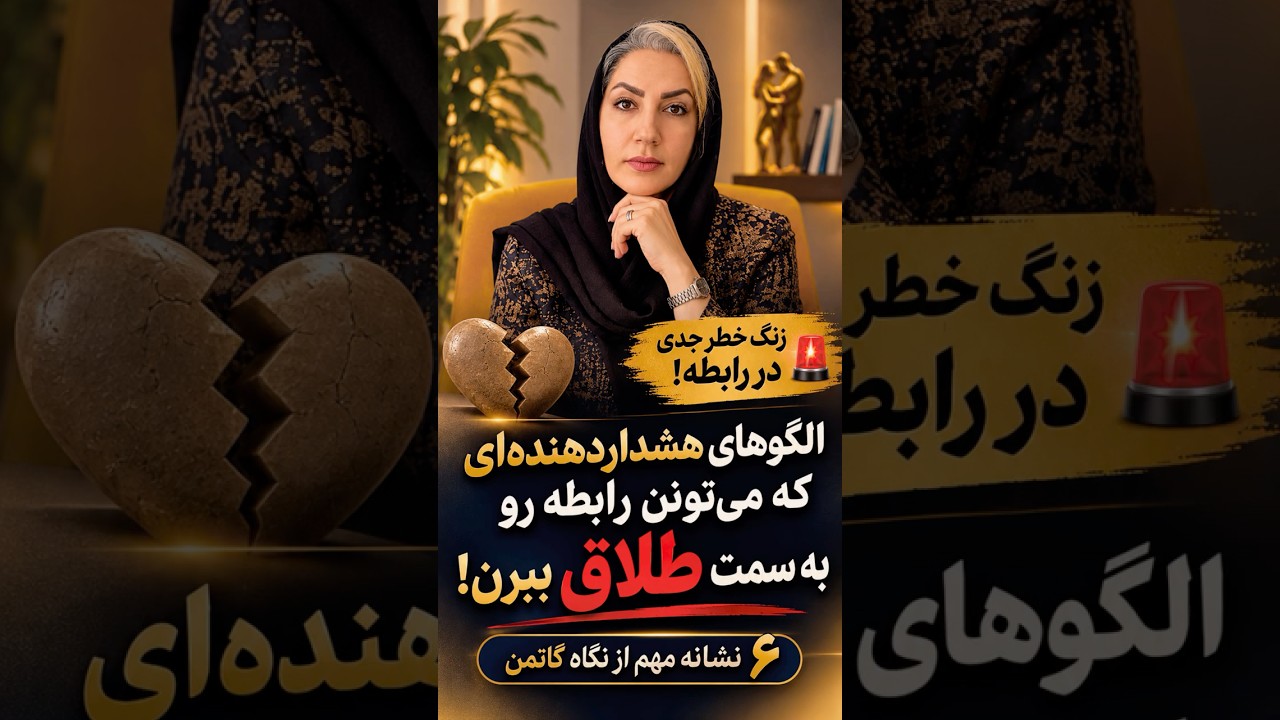 زنگ خطر جدی
در رابطه!
الگوهای هشداردهنده‌ای
که می‌تونن رابطه رو
به سمت طلاق ببرن!
۶ نشانه مهم از نگاه گاتمن
زنگ خطر
در رابط
هنده‌ای
الگوهای